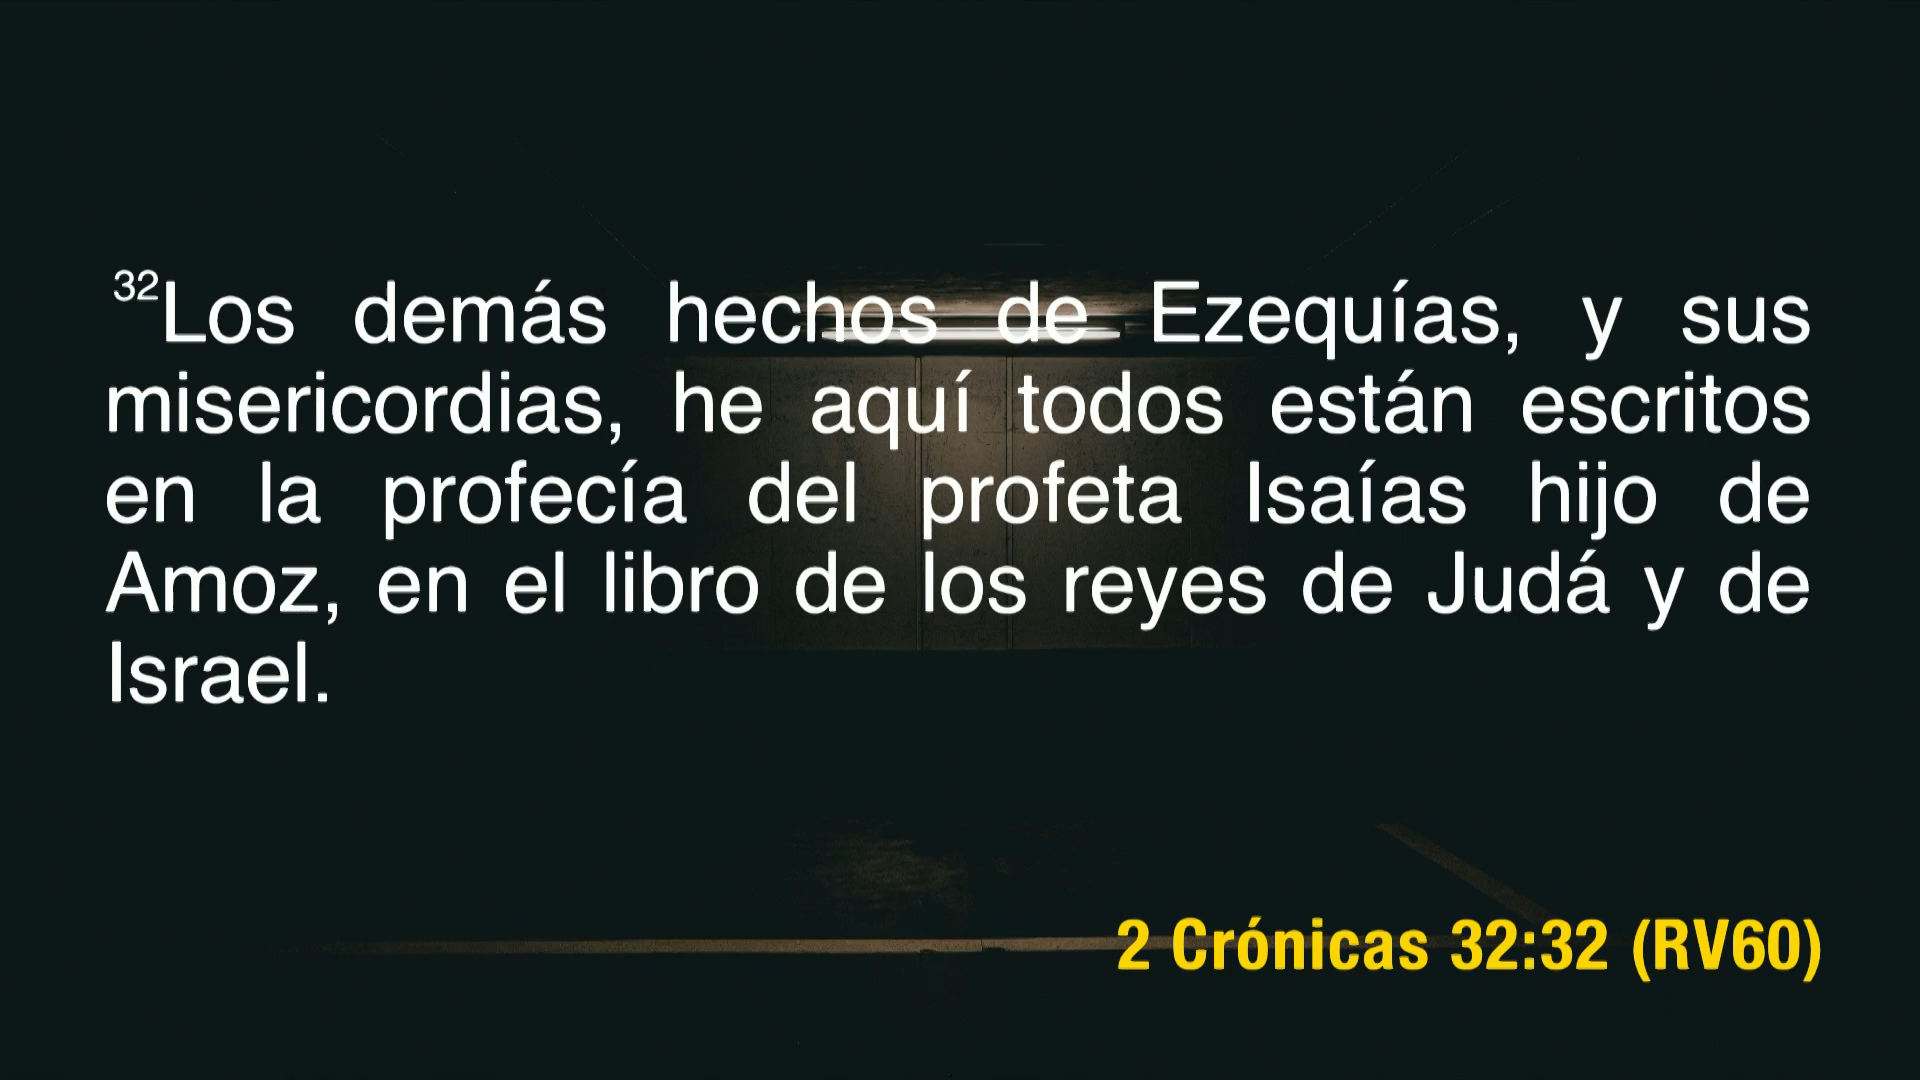 32Los demás hechos de Ezequías, y sus
misericordias, he aquí todos están escritos
en la profecía del profeta Isaías hijo de
Amoz, en el libro de los reyes de Judá y de
Israel.
2 Crónicas 32:32 (RV60)